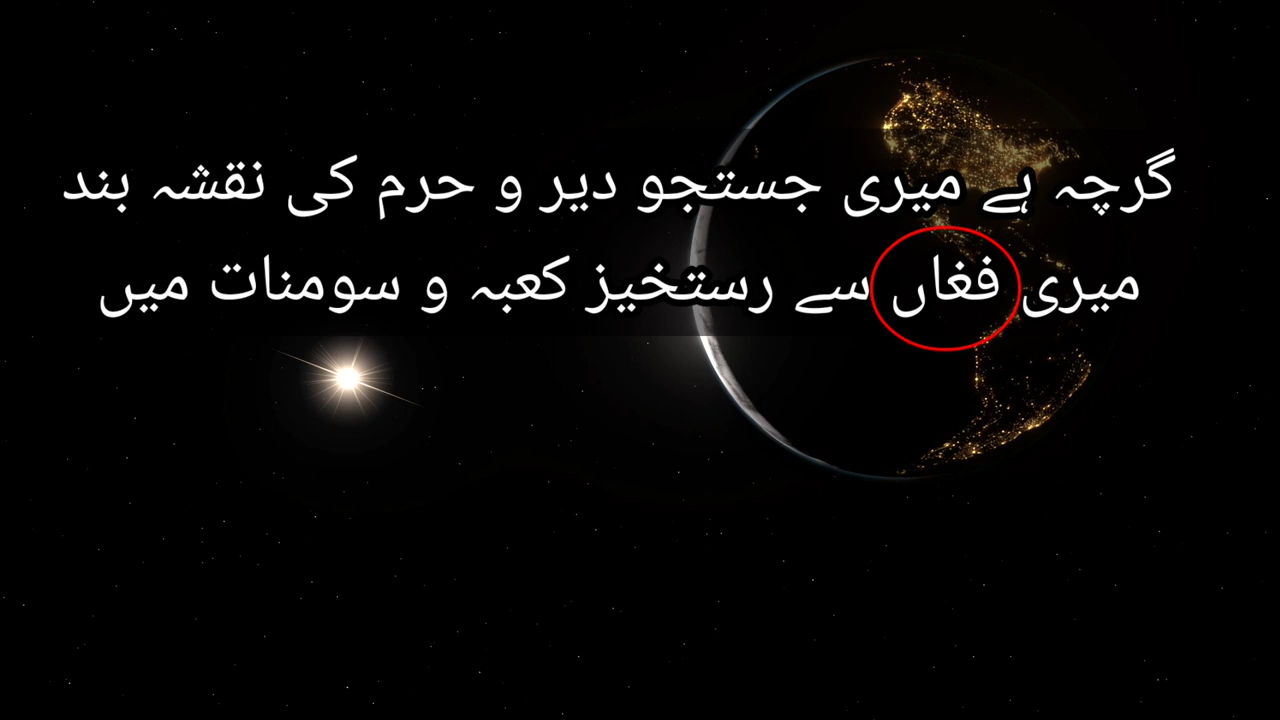 گرچہ ہے میری جستجو دیر و حرم کی نقشہ بند
میری فغاں سے رستخیز کعبہ و سومنات میں